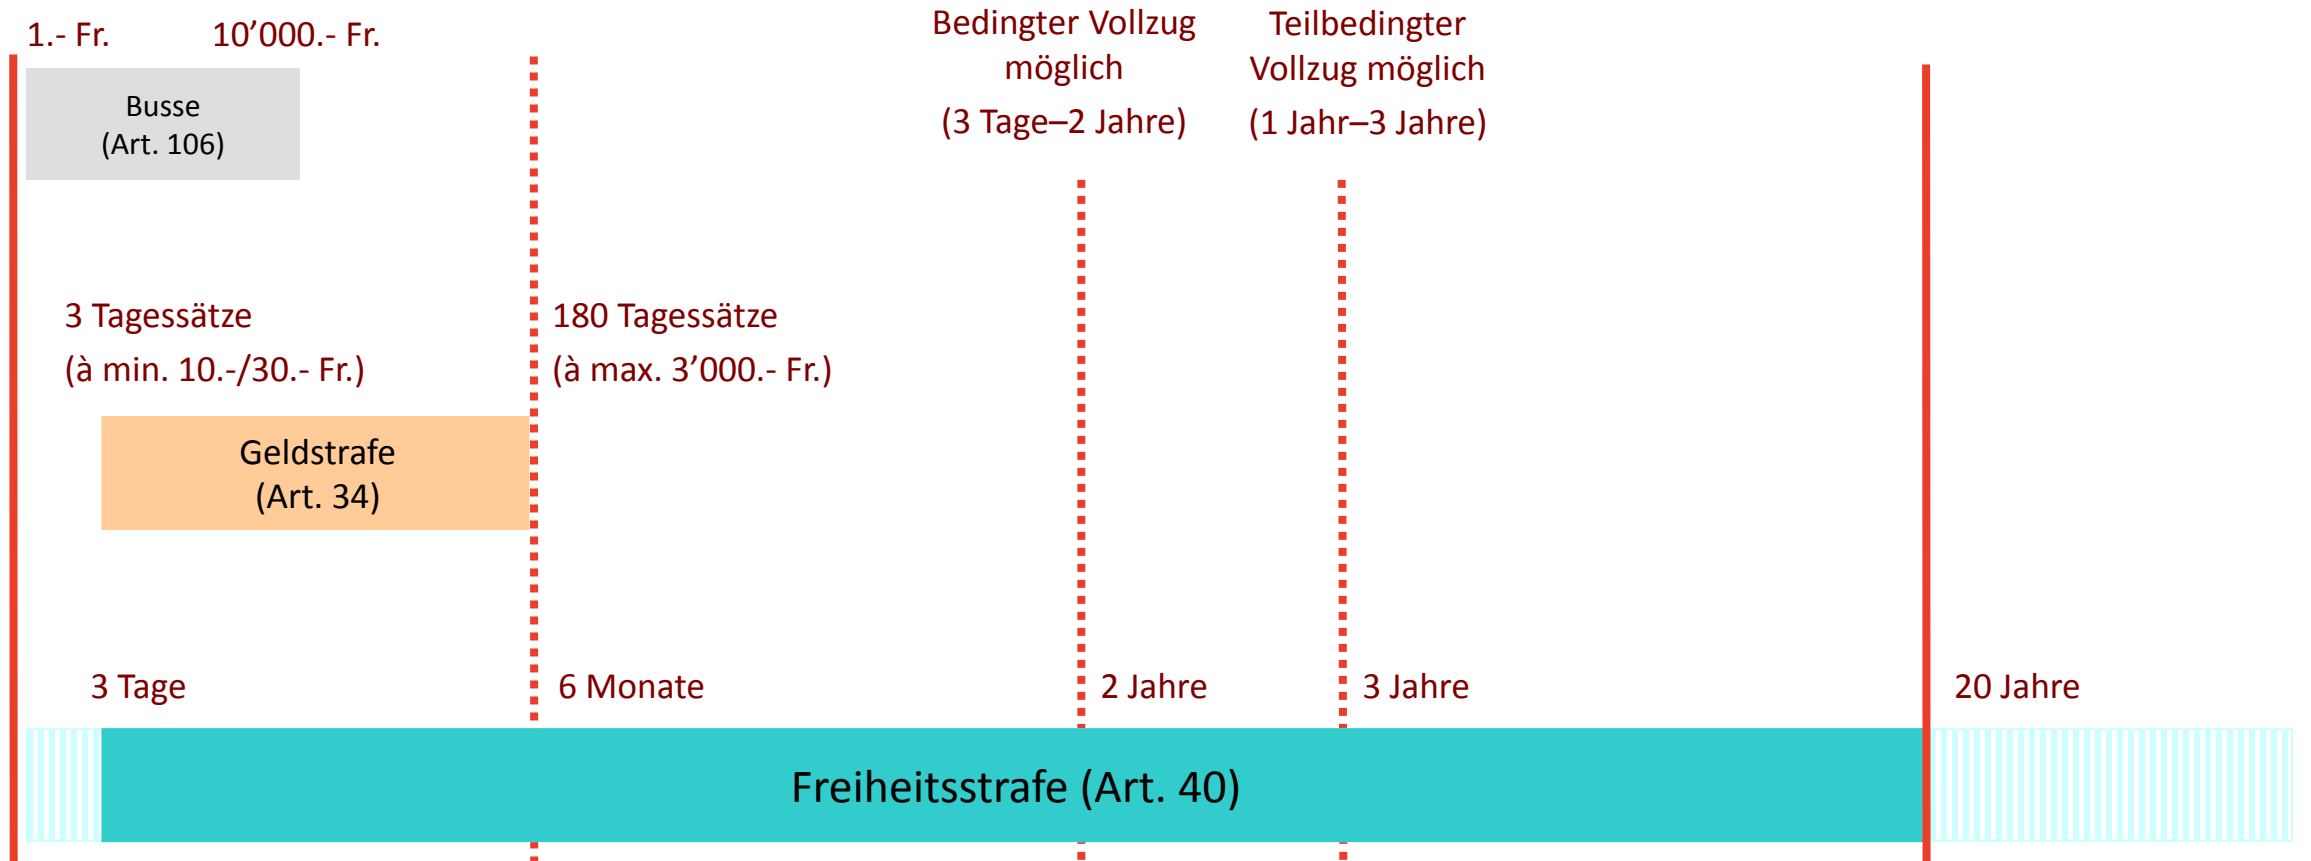 1.- Fr.
10’000.- Fr.
Busse
(Art. 106)
Bedingter Vollzug
möglich
(3 Tage–2 Jahre)
Teilbedingter
Vollzug möglich
(1 Jahr–3 Jahre)
3 Tagessätze
(à min. 10.-/30.- Fr.)
180 Tagessätze
(à max. 3’000.- Fr.)
Geldstrafe
(Art. 34)
3 Tage
6 Monate
2 Jahre
3 Jahre
20 Jahre
Freiheitsstrafe (Art. 40)